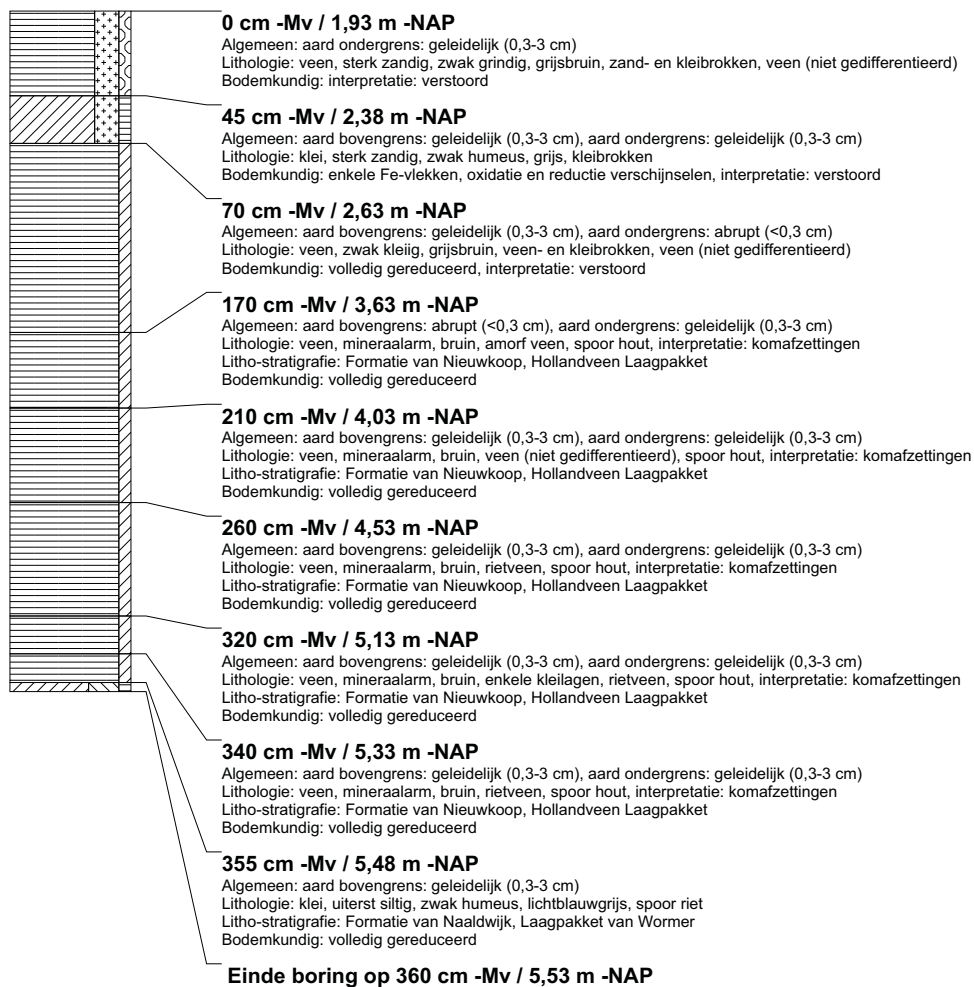 0 cm -Mv / 1,93 m -NAP
Algemeen: aard ondergrens: geleidelijk (0,3-3 cm)
Lithologie: veen, sterk zandig, zwak grindig, grijsbruin, zand- en kleibrokken, veen (niet gedifferentieerd)
Bodemkundig: interpretatie: verstoord
45 cm -Mv / 2,38 m -NAP
Algemeen: aard bovengrens: geleidelijk (0,3-3 cm), aard ondergrens: geleidelijk (0,3-3 cm)
Lithologie: klei, sterk zandig, zwak humeus, grijs, kleibrokken
Bodemkundig: enkele Fe-vlekken, oxidatie en reductie verschijnselen, interpretatie: verstoord
70 cm -Mv / 2,63 m -NAP
Algemeen: aard bovengrens: geleidelijk (0,3-3 cm), aard ondergrens: abrupt (<0,3 cm)
Lithologie: veen, zwak kleiig, grijsbruin, veen- en kleibrokken, veen (niet gedifferentieerd)
Bodemkundig: volledig gereduceerd, interpretatie: verstoord
170 cm -Mv / 3,63 m -NAP
Algemeen: aard bovengrens: abrupt (<0,3 cm), aard ondergrens: geleidelijk (0,3-3 cm)
Lithologie: veen, mineraalarm, bruin, amorf veen, spoor hout, interpretatie: komafzettingen
Litho-stratigrafie: Formatie van Nieuwkoop, Hollandveen Laagpakket
Bodemkundig: volledig gereduceerd
210 cm -Mv / 4,03 m -NAP
Algemeen: aard bovengrens: geleidelijk (0,3-3 cm), aard ondergrens: geleidelijk (0,3-3 cm)
Lithologie: veen, mineraalarm, bruin, veen (niet gedifferentieerd), spoor hout, interpretatie: komafzettingen
Litho-stratigrafie: Formatie van Nieuwkoop, Hollandveen Laagpakket
Bodemkundig: volledig gereduceerd
260 cm -Mv / 4,53 m -NAP
Algemeen: aard bovengrens: geleidelijk (0,3-3 cm), aard ondergrens: geleidelijk (0,3-3 cm)
Lithologie: veen, mineraalarm, bruin, rietveen, spoor hout, interpretatie: komafzettingen
Litho-stratigrafie: Formatie van Nieuwkoop, Hollandveen Laagpakket
Bodemkundig: volledig gereduceerd
320 cm -Mv / 5,13 m -NAP
Algemeen: aard bovengrens: geleidelijk (0,3-3 cm), aard ondergrens: geleidelijk (0,3-3 cm)
Lithologie: veen, mineraalarm, bruin, enkele kleilagen, rietveen, spoor hout, interpretatie: komafzettingen
Litho-stratigrafie: Formatie van Nieuwkoop, Hollandveen Laagpakket
Bodemkundig: volledig gereduceerd
340 cm -Mv / 5,33 m -NAP
Algemeen: aard bovengrens: geleidelijk (0,3-3 cm), aard ondergrens: geleidelijk (0,3-3 cm)
Lithologie: veen, mineraalarm, bruin, rietveen, spoor hout, interpretatie: komafzettingen
Litho-stratigrafie: Formatie van Nieuwkoop, Hollandveen Laagpakket
Bodemkundig: volledig gereduceerd
355 cm -Mv / 5,48 m -NAP
Algemeen: aard bovengrens: geleidelijk (0,3-3 cm)
Lithologie: klei, uiterst siltig, zwak humeus, lichtblauwgrijs, spoor riet
Litho-stratigrafie: Formatie van Naaldwijk, Laagpakket van Wormer
Bodemkundig: volledig gereduceerd
Einde boring op 360 cm -Mv / 5,53 m -NAP